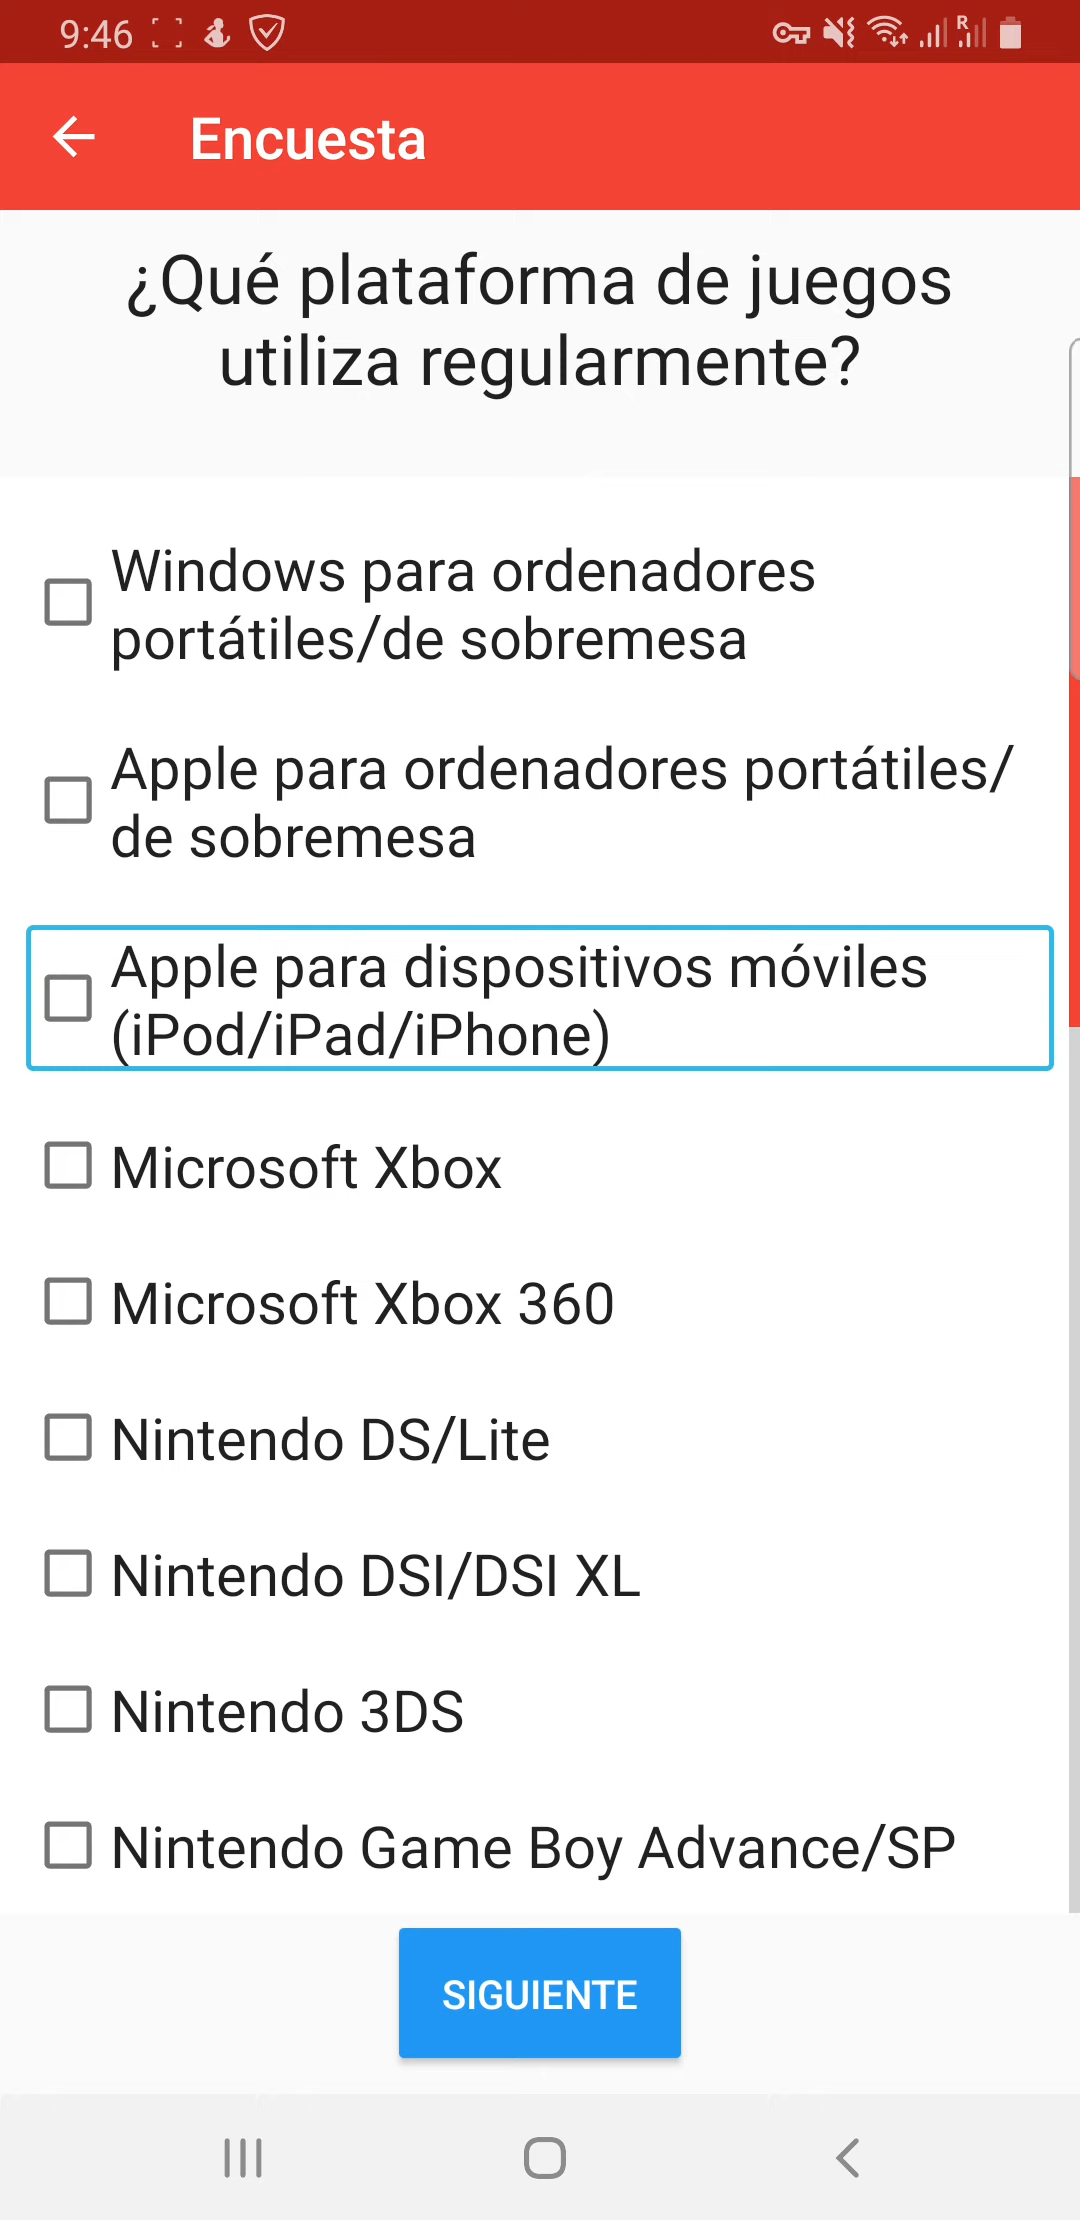 9:46
R
Encuesta
¿Qué plataforma de juegos
utiliza regularmente?
Windows para ordenadores
portátiles/de sobremesa
Apple para ordenadores portátiles/
de sobremesa
Apple para dispositivos móviles
(iPod/iPad/iPhone)
Microsoft Xbox
Microsoft Xbox 360
Nintendo DS/Lite
Nintendo DSI/DSI XL
Nintendo 3DS
Nintendo Game Boy Advance/SP
SIGUIENTE